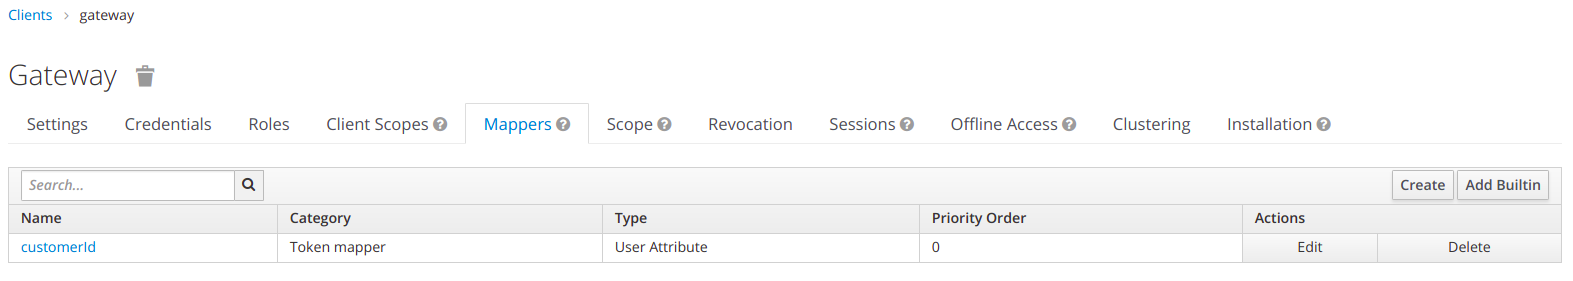 Clients > gateway
Gateway
Settings Credentials Roles Client Scopes ? Mappers ? Scope ? Revocation Sessions ? Offline Access ? Clustering Installation ?
Search... Create Add Builtin
Name Category Type Priority Order Actions
customerId Token mapper User Attribute 0 Edit Delete